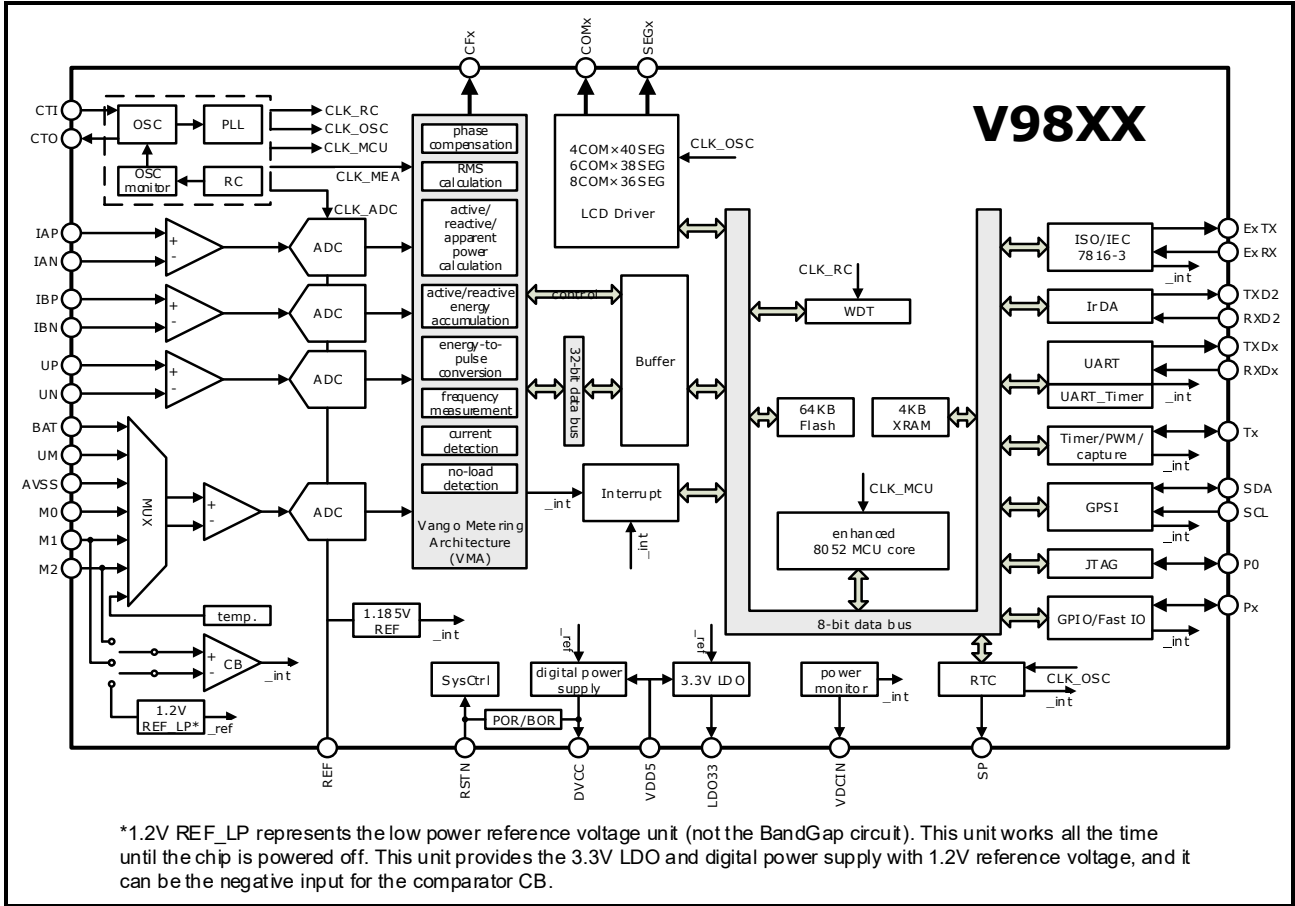 CFx
COMx
SEGx
V98XX
CTI
CTO
OSC
PLL
OSC
monitor
RC
CLK_RC
CLK_OSC
CLK_MCU
CLK_MEA
CLK_ADC
IAP
IAN
IBP
IBN
UP
UN
BAT
UM
AVSS
M0
M1
M2
+
-
+
-
+
-
+
-
MUX
ADC
ADC
ADC
ADC
temp.
+
-
CB
_int
1.2V
REF_LP*
_ref
1.185V
REF
_int
phase
compensation
RMS
calculation
active/
reactive/
apparent
power
calculation
active/reactive
energy
accumulation
energy-to-
pulse
conversion
frequency
measurement
current
detection
no-load
detection
Vango Metering
Architecture
(VMA)
4COM×40SEG
6COM×38SEG
8COM×36SEG
LCD Driver
CLK_OSC
control
32-bit data bus
Buffer
_int
Interrupt
_int
CLK_RC
WDT
64KB
Flash
4KB
XRAM
CLK_MCU
enhanced
8052 MCU core
8-bit data bus
ISO/IEC
7816-3
_int
IrDA
UART
UART_Timer
_int
Timer/PWM/
capture
_int
GPSI
_int
JTAG
GPIO/Fast IO
_int
ExTX
ExRX
TXD2
RXD2
TXDx
RXDx
Tx
SDA
SCL
P0
Px
SysCtrl
POR/BOR
_ref
digital power
supply
_ref
3.3V LDO
power
monitor
_int
RTC
CLK_OSC
_int
REF
RSTN
DVCC
VDD5
LDO33
VDCIN
SP
*1.2V REF_LP represents the low power reference voltage unit (not the BandGap circuit). This unit works all the time
until the chip is powered off. This unit provides the 3.3V LDO and digital power supply with 1.2V reference voltage, and it
can be the negative input for the comparator CB.